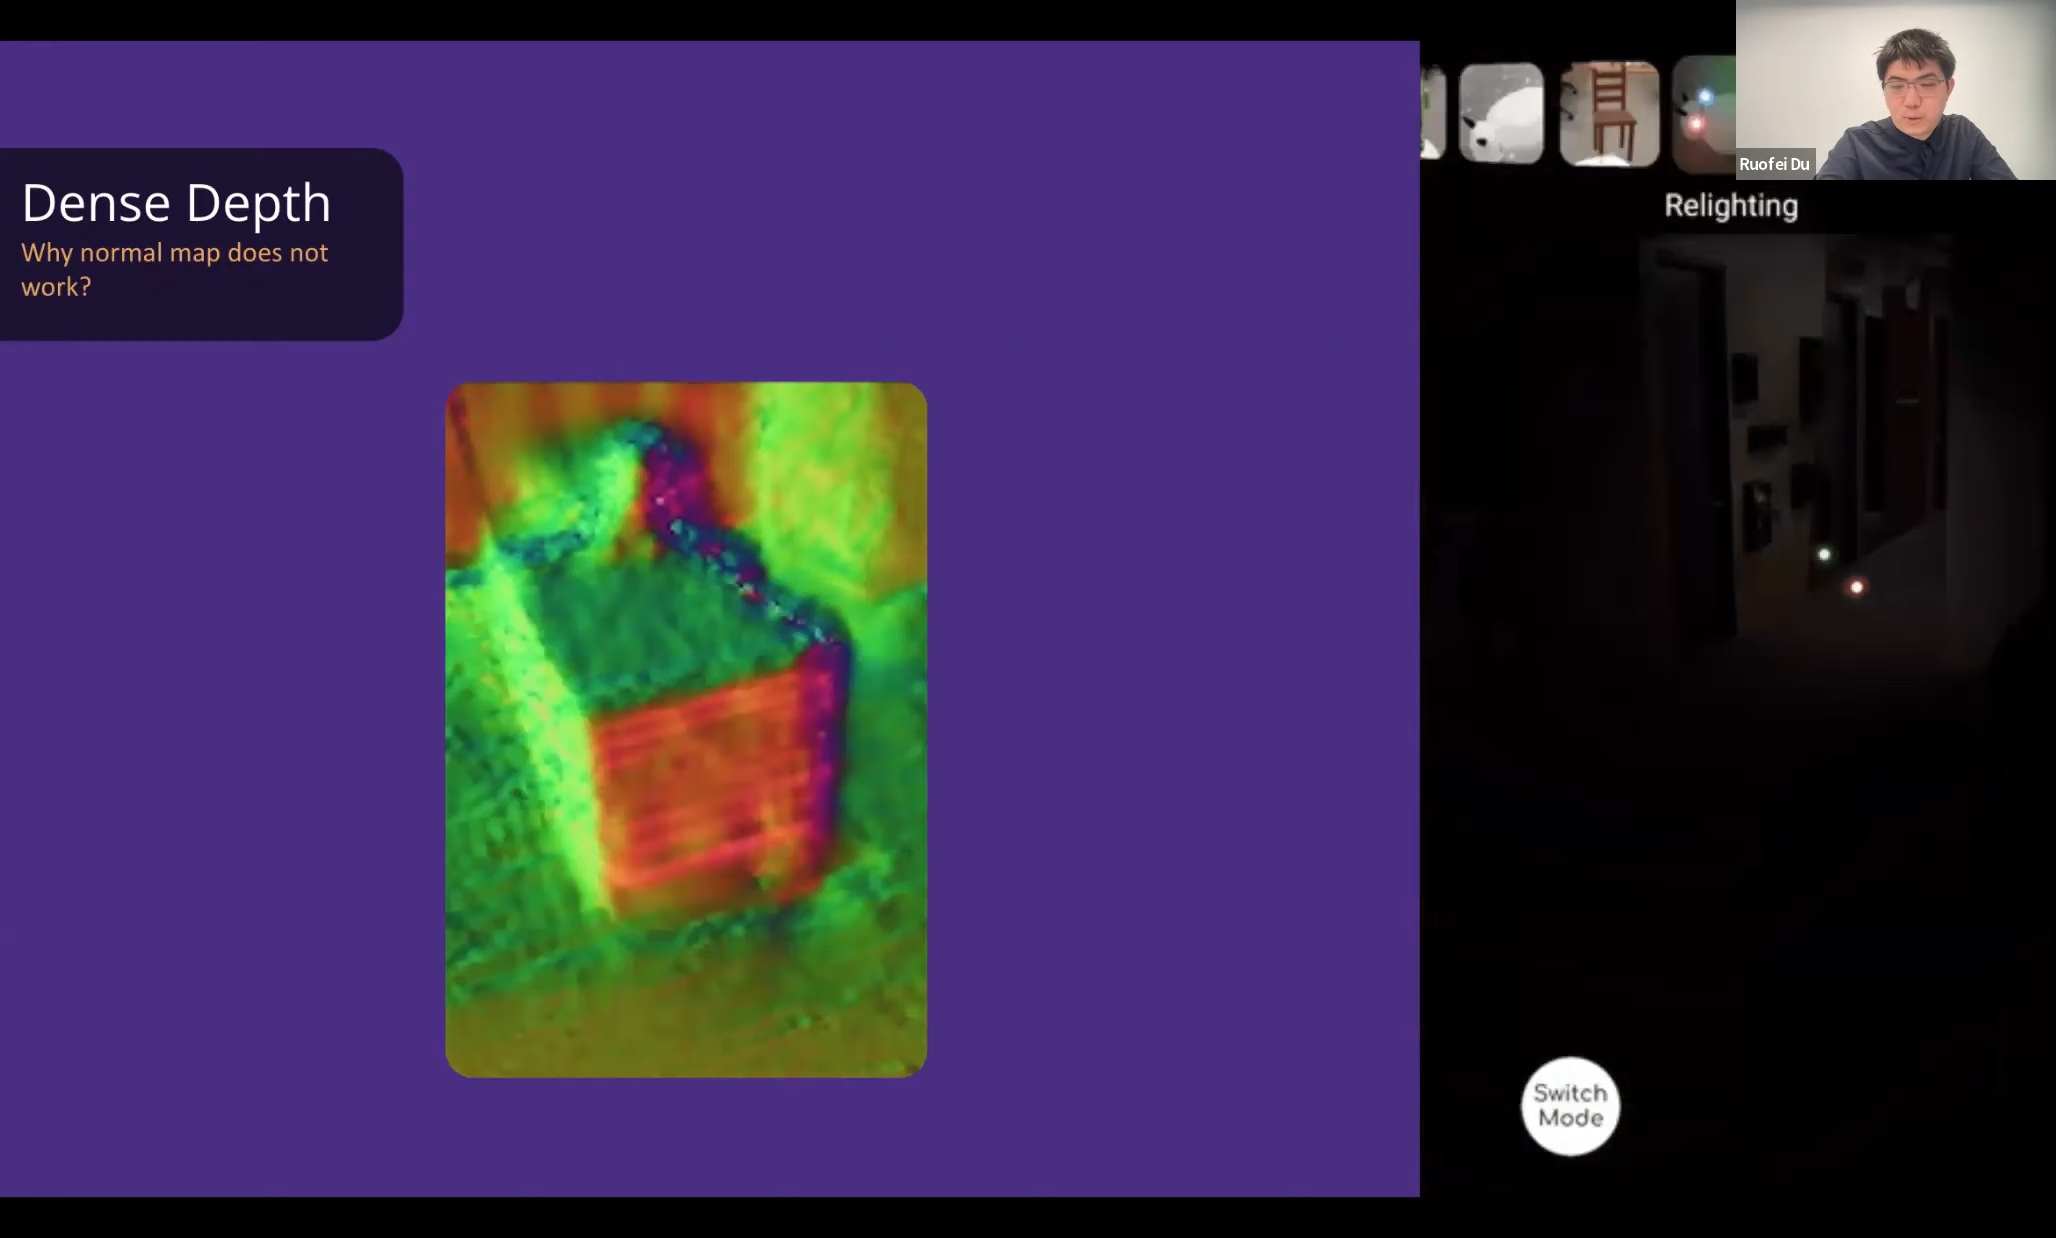 Dense Depth
Why normal map does not
work?
Ruofei Du
Relighting
Switch
Mode